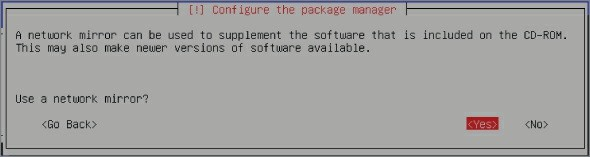 [!] Configure the package manager
A network mirror can be used to supplement the software that is included on the CD-ROM.
This may also make newer versions of software available.
Use a network mirror?
<Go Back> <Yes> <No>